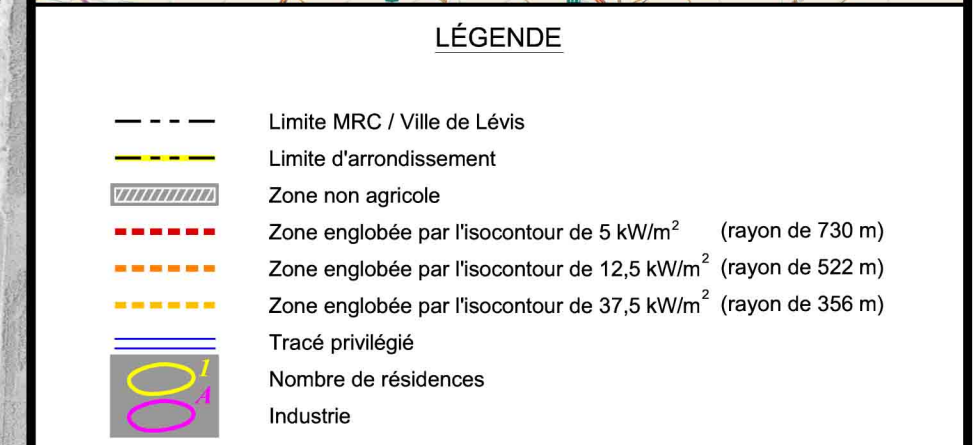 LÉGENDE
Limite MRC / Ville de Lévis
Limite d'arrondissement
Zone non agricole
Zone englobée par l'isocontour de 5 kW/m² (rayon de 730 m)
Zone englobée par l'isocontour de 12,5 kW/m² (rayon de 522 m)
Zone englobée par l'isocontour de 37,5 kW/m² (rayon de 356 m)
Tracé privilégié
1 Nombre de résidences
A Industrie